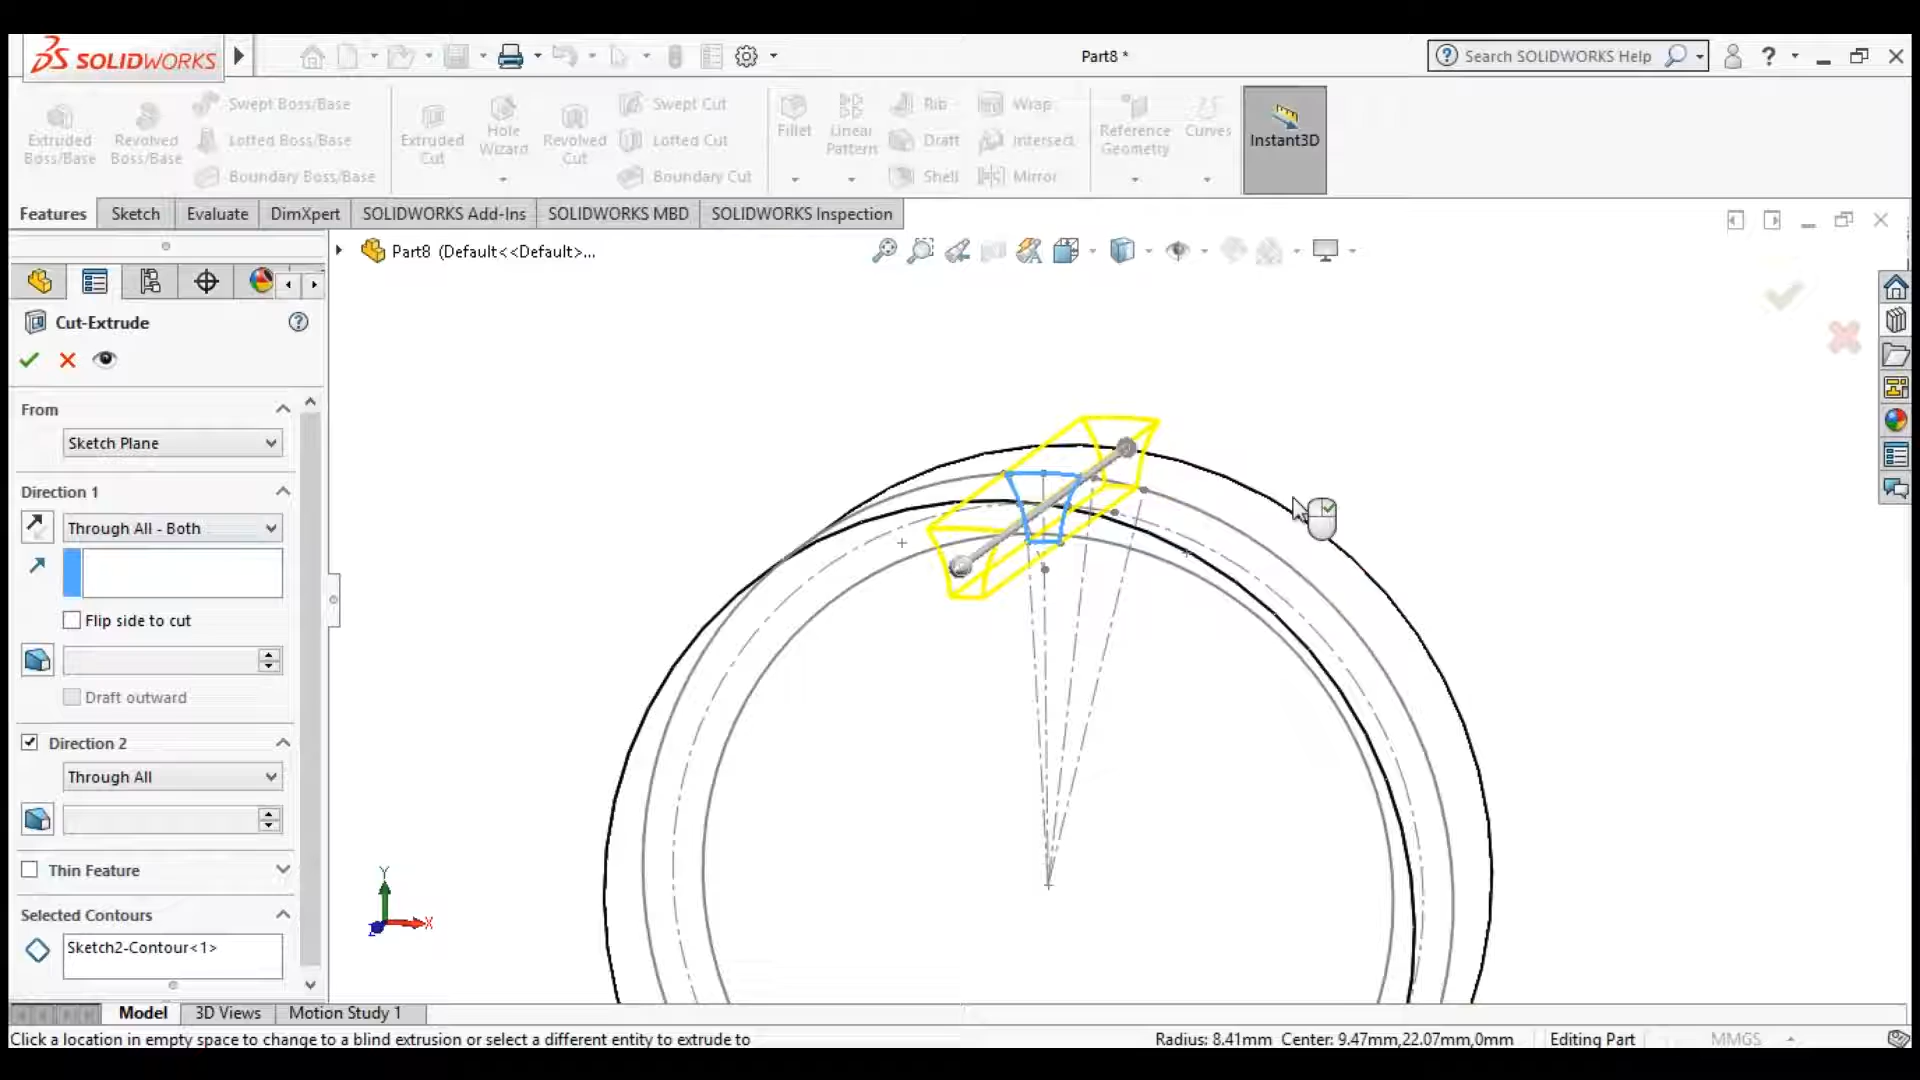 SOLIDWORKS
Part8 *
Search SOLIDWORKS Help
?
Extruded Boss/Base
Revolved Boss/Base
Swept Boss/Base
Lofted Boss/Base
Boundary Boss/Base
Extruded Cut
Hole Wizard
Revolved Cut
Swept Cut
Lofted Cut
Boundary Cut
Fillet
Linear Pattern
Rib
Draft
Shell
Wrap
Intersect
Mirror
Reference Geometry
Curves
Instant3D
Features
Sketch
Evaluate
DimXpert
SOLIDWORKS Add-Ins
SOLIDWORKS MBD
SOLIDWORKS Inspection
Part8 (Default<<Default>...
Cut-Extrude
From
Sketch Plane
Direction 1
Through All - Both
Flip side to cut
Draft outward
Direction 2
Through All
Thin Feature
Selected Contours
Sketch2-Contour<1>
Y
X
Z
Model
3D Views
Motion Study 1
Click a location in empty space to change to a blind extrusion or select a different entity to extrude to
Radius: 8.41mm Center: 9.47mm,22.07mm,0mm
Editing Part
MMGS